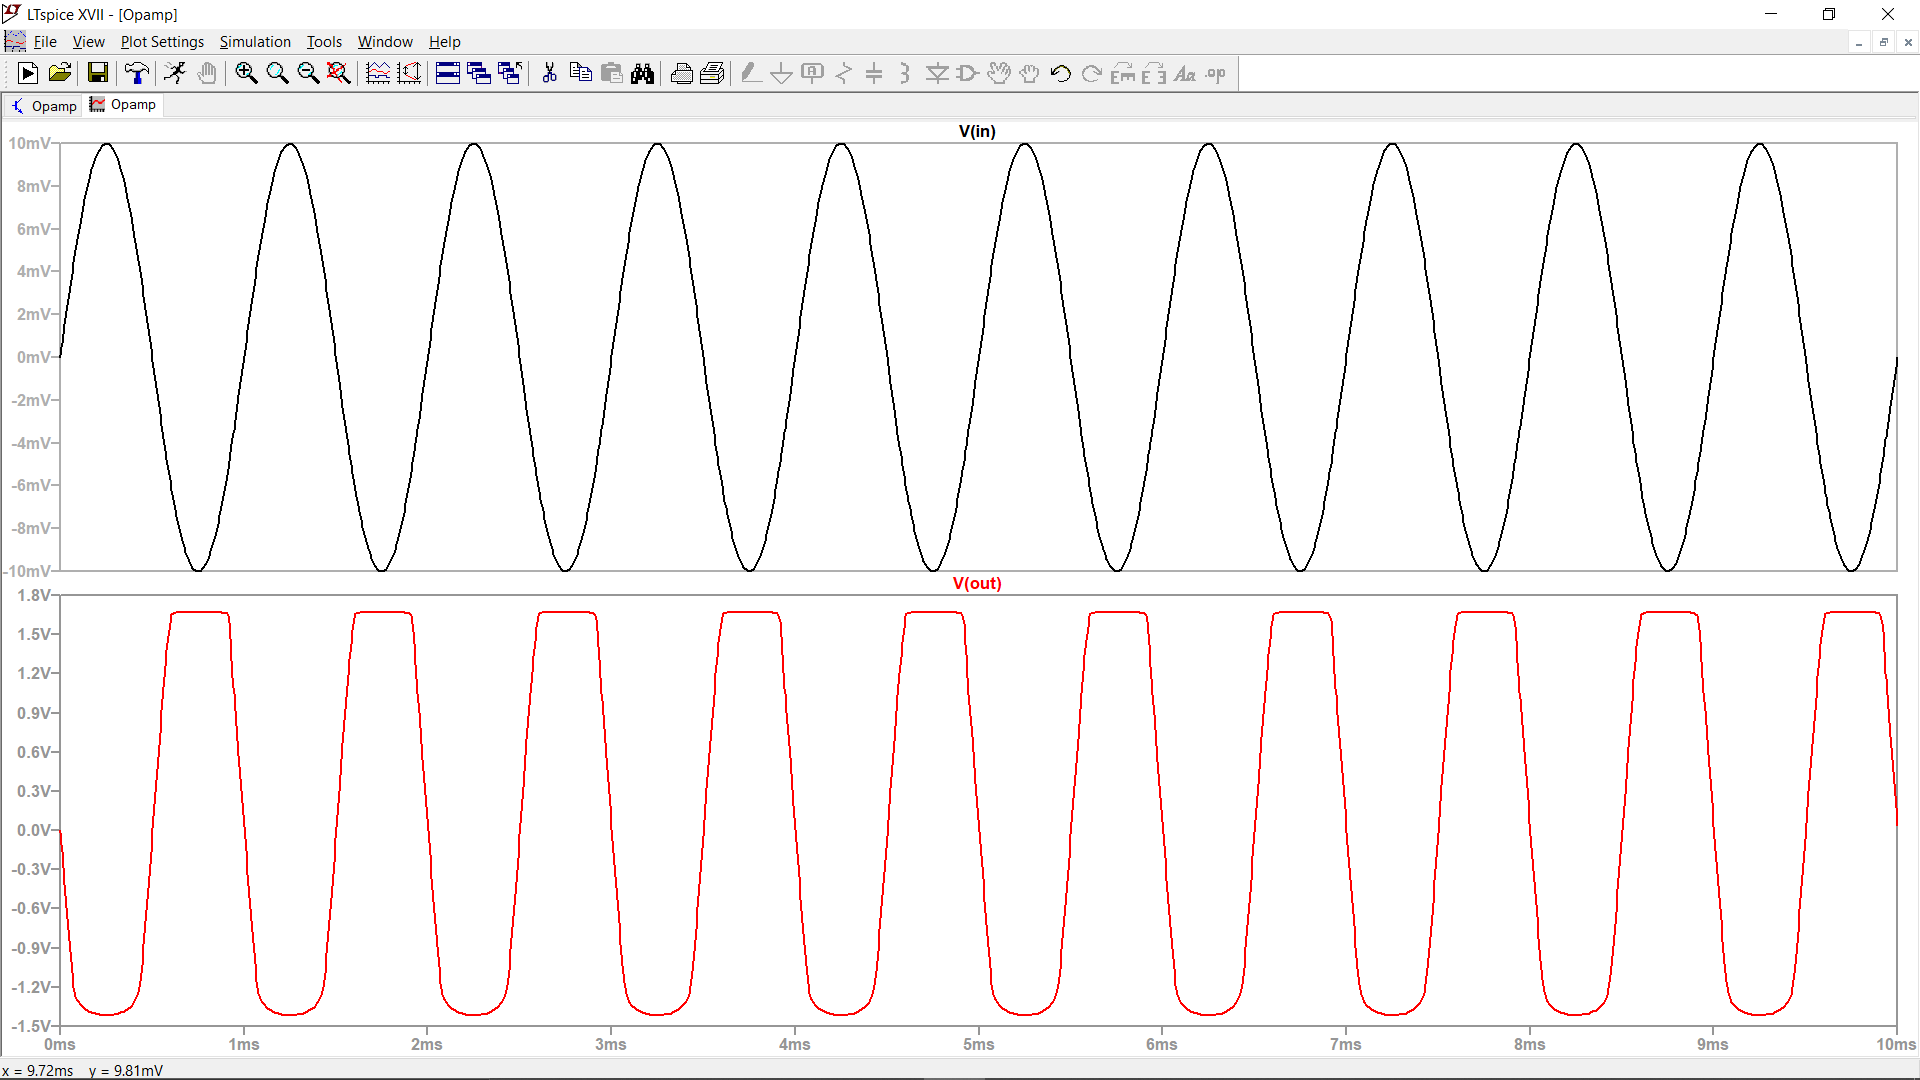 LTspice XVII - [Opamp]
File View Plot Settings Simulation Tools Window Help
A Aa .op
Opamp Opamp
V(in)
10mV
8mV
6mV
4mV
2mV
0mV
-2mV
-4mV
-6mV
-8mV
-10mV
V(out)
1.8V
1.5V
1.2V
0.9V
0.6V
0.3V
0.0V
-0.3V
-0.6V
-0.9V
-1.2V
-1.5V
0ms 1ms 2ms 3ms 4ms 5ms 6ms 7ms 8ms 9ms 10ms
x = 9.72ms y = 9.81mV